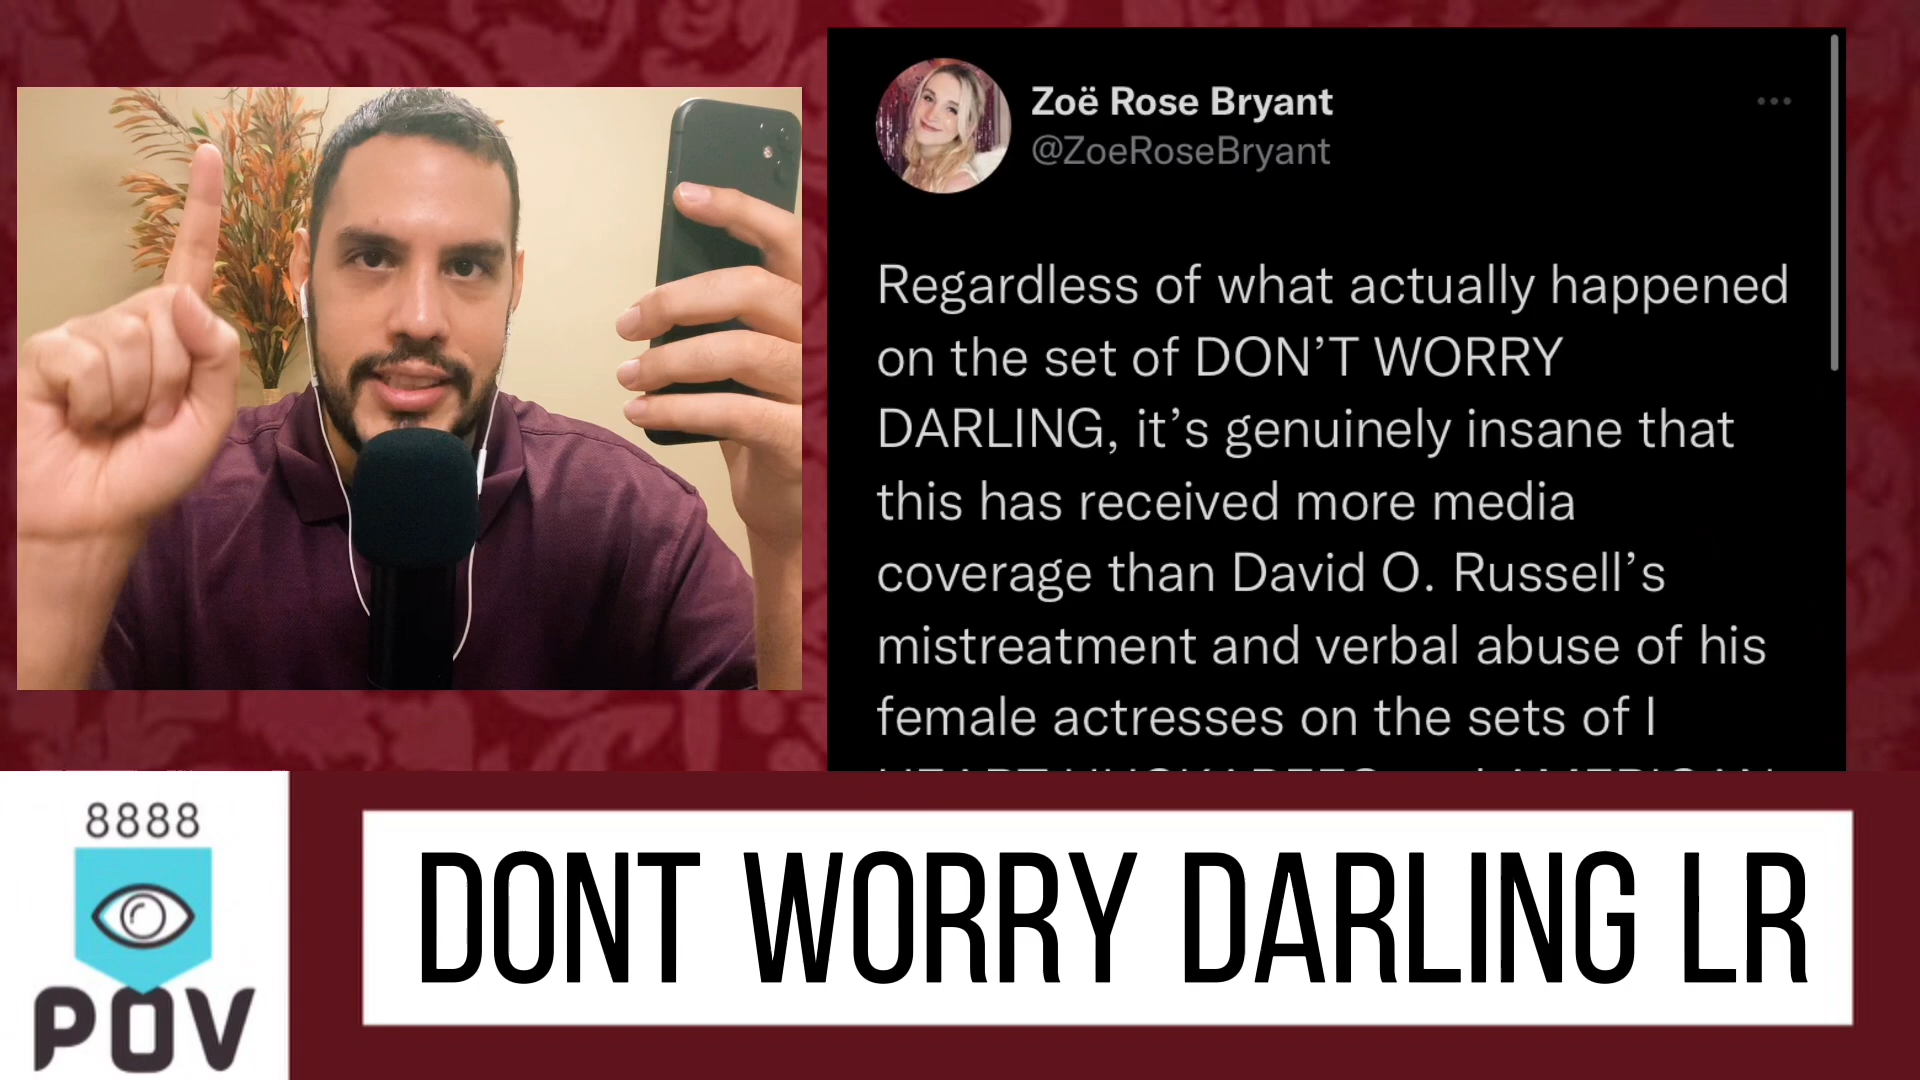 Zoë Rose Bryant
@ZoeRoseBryant
Regardless of what actually happened
on the set of DON’T WORRY
DARLING, it’s genuinely insane that
this has received more media
coverage than David O. Russell’s
mistreatment and verbal abuse of his
female actresses on the sets of I
8888
POV
DONT WORRY DARLING LR